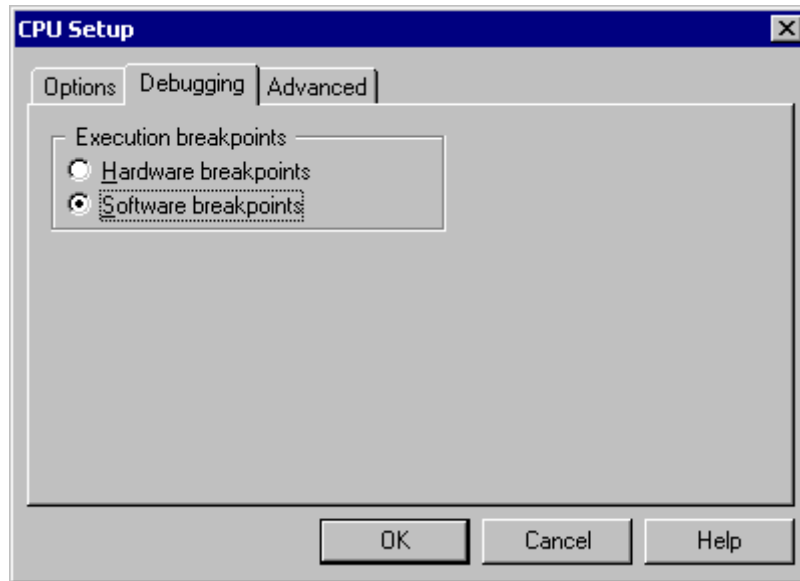 CPU Setup
Options Debugging Advanced
Execution breakpoints
Hardware breakpoints
Software breakpoints
OK Cancel Help